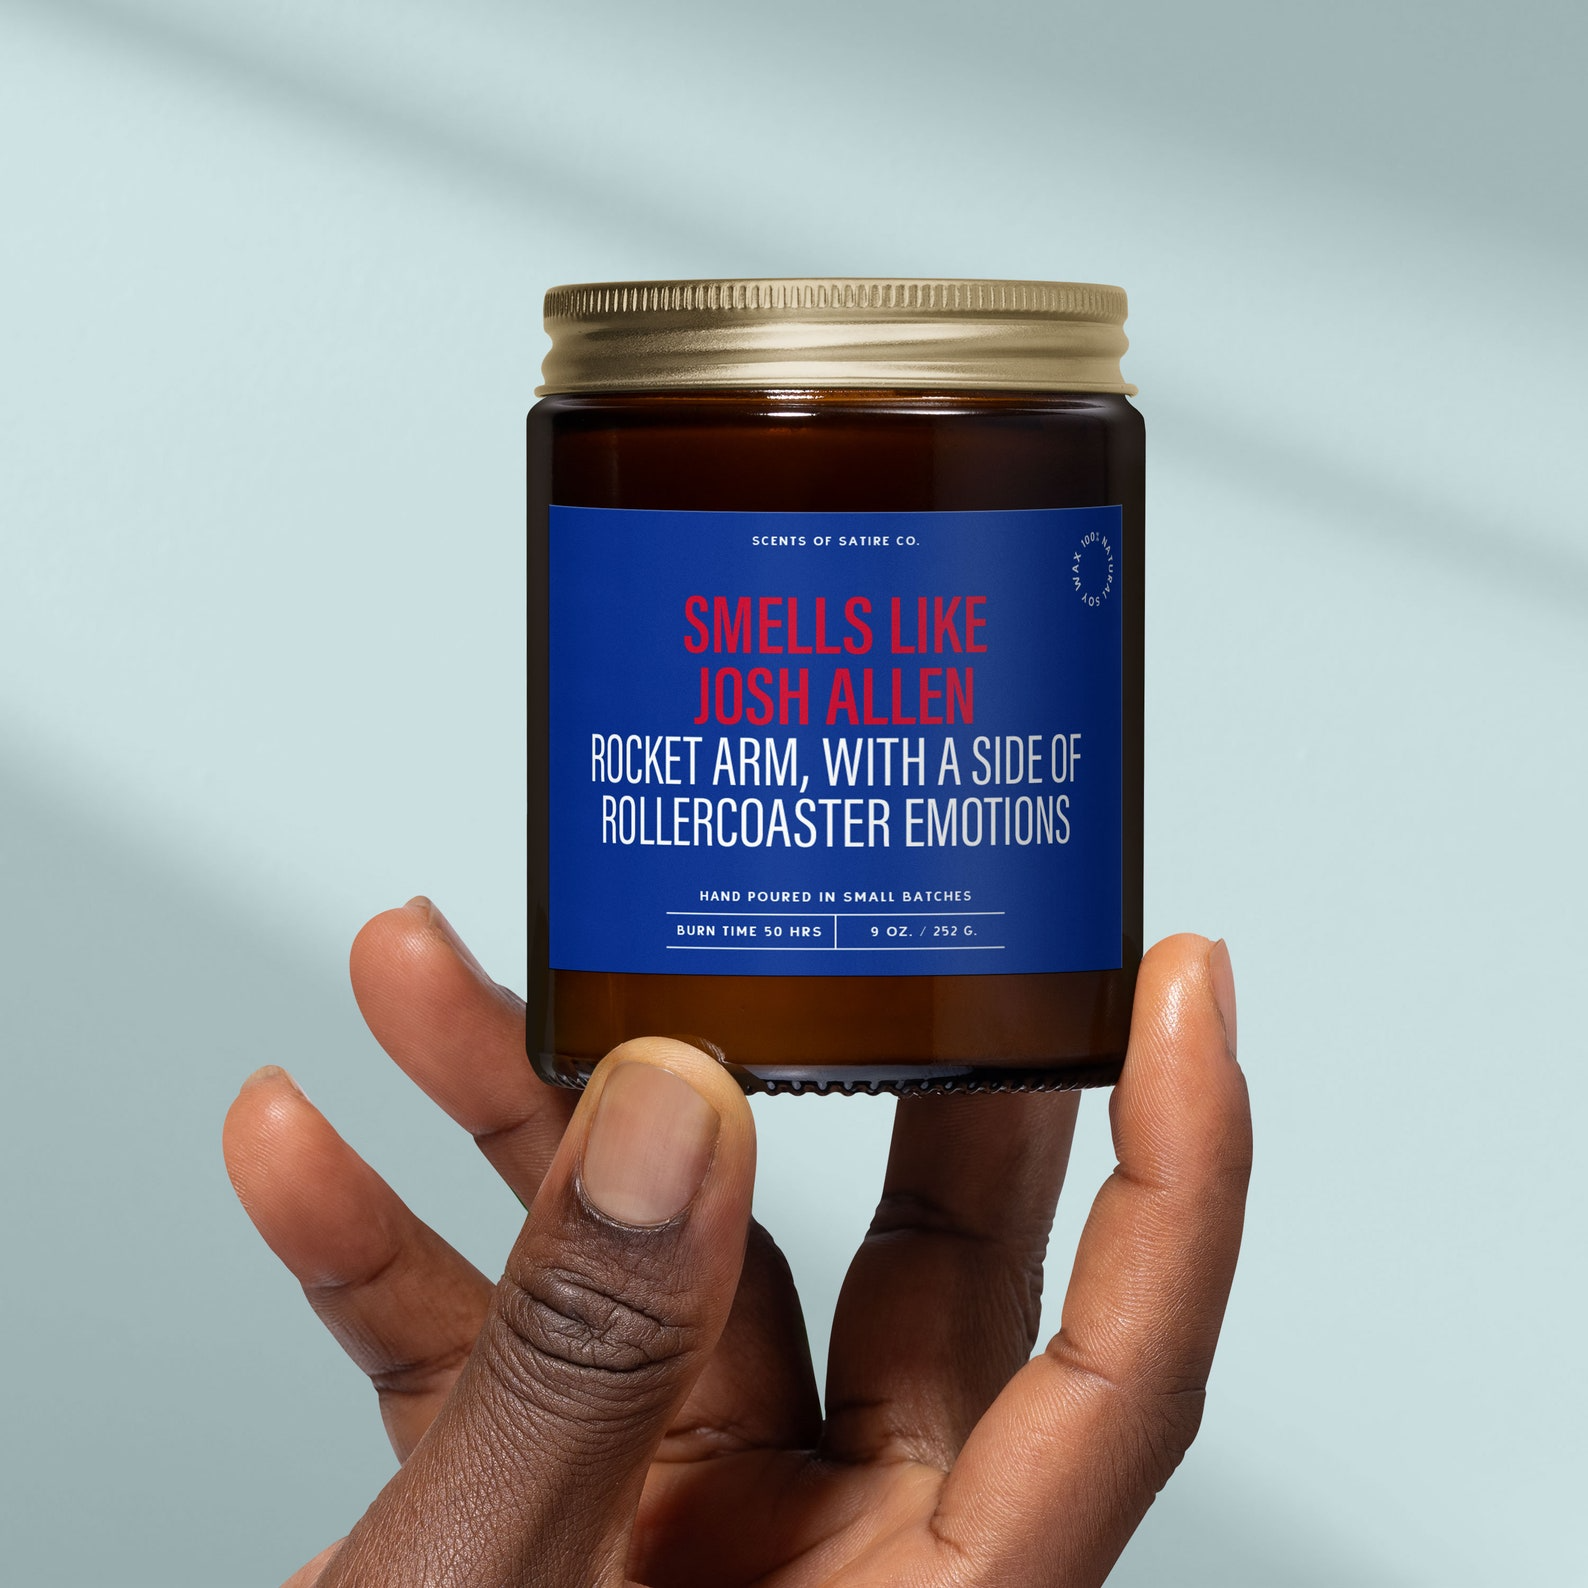 SCENTS OF SATIRE CO.
100% NATURAL SOY WAX
SMELLS LIKE
JOSH ALLEN
ROCKET ARM, WITH A SIDE OF
ROLLERCOASTER EMOTIONS
HAND POURED IN SMALL BATCHES
BURN TIME 50 HRS
9 OZ. / 252 G.